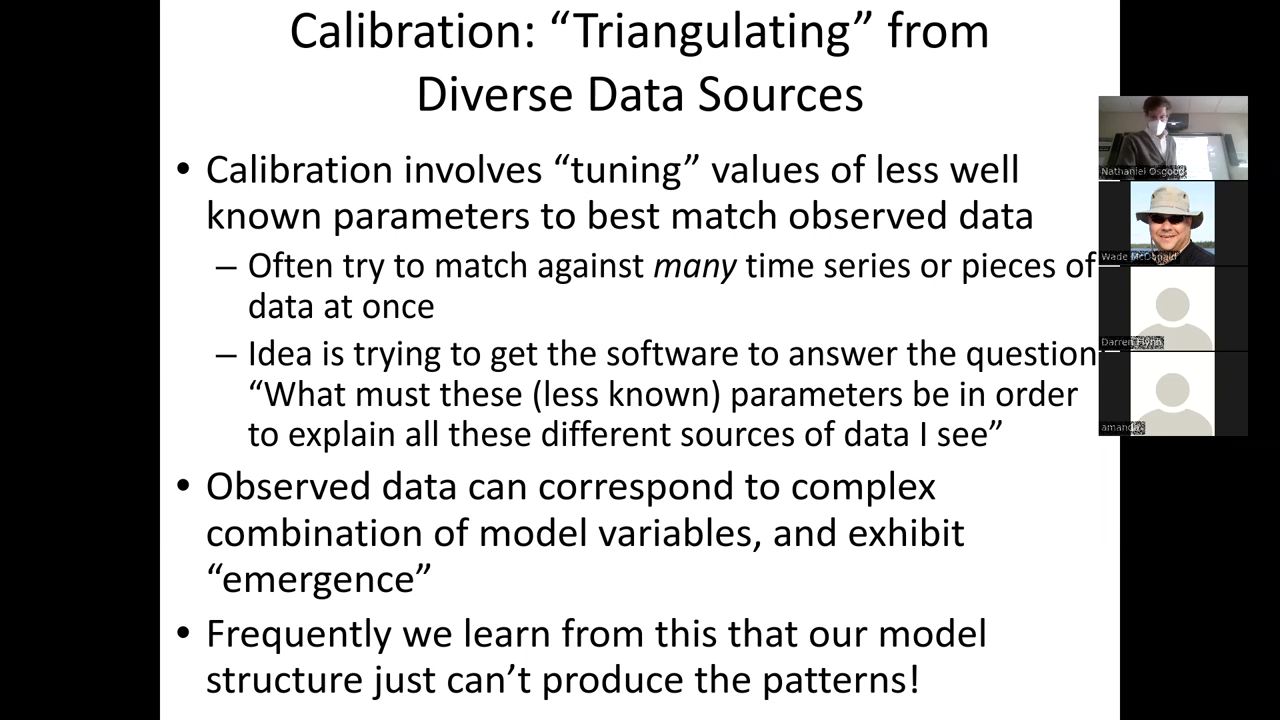 Calibration: “Triangulating” from
Diverse Data Sources
• Calibration involves “tuning” values of less well
known parameters to best match observed data
– Often try to match against many time series or pieces of
data at once
– Idea is trying to get the software to answer the question
“What must these (less known) parameters be in order
to explain all these different sources of data I see”
• Observed data can correspond to complex
combination of model variables, and exhibit
“emergence”
• Frequently we learn from this that our model
structure just can’t produce the patterns!
Nathaniel Osgood
Wade McDonald
Darren Flynn
amanda